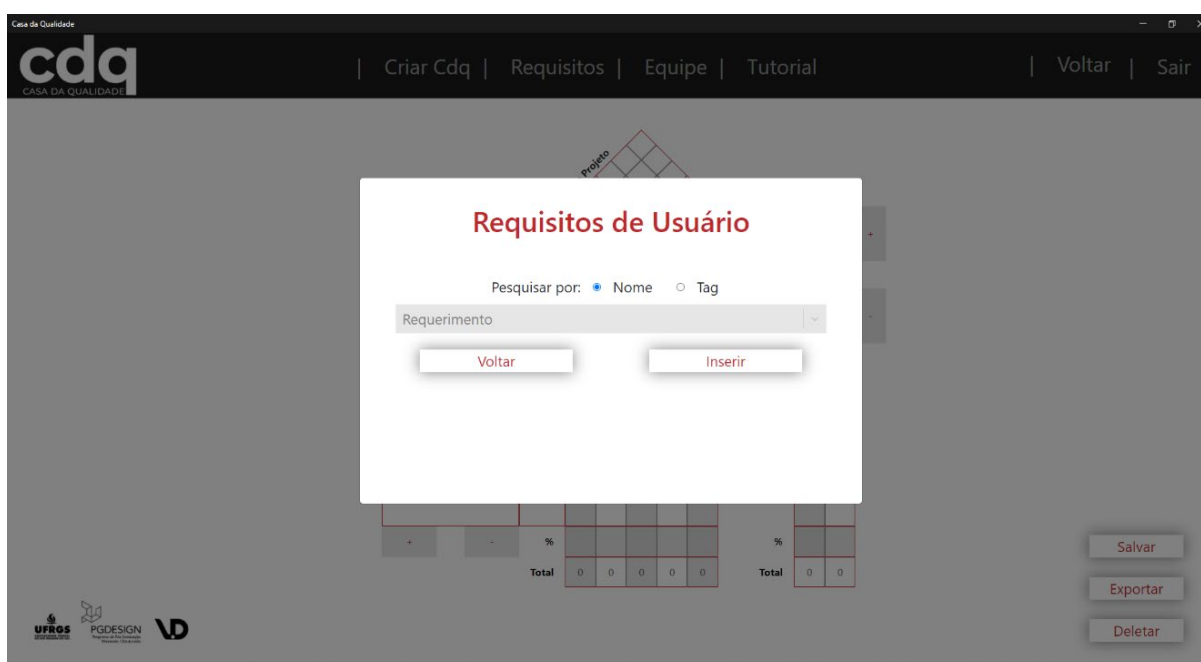 Casa da Qualidade
cdq
CASA DA QUALIDADE
| Criar Cdq | Requisitos | Equipe | Tutorial | Voltar | Sair
Projeto
Requisitos de Usuário
Pesquisar por: Nome Tag
Requerimento
Voltar Inserir
+
-
+ - % %
Total 0 0 0 0 0 Total 0 0
Salvar
Exportar
Deletar
UFRGS
PGDESIGN
VD